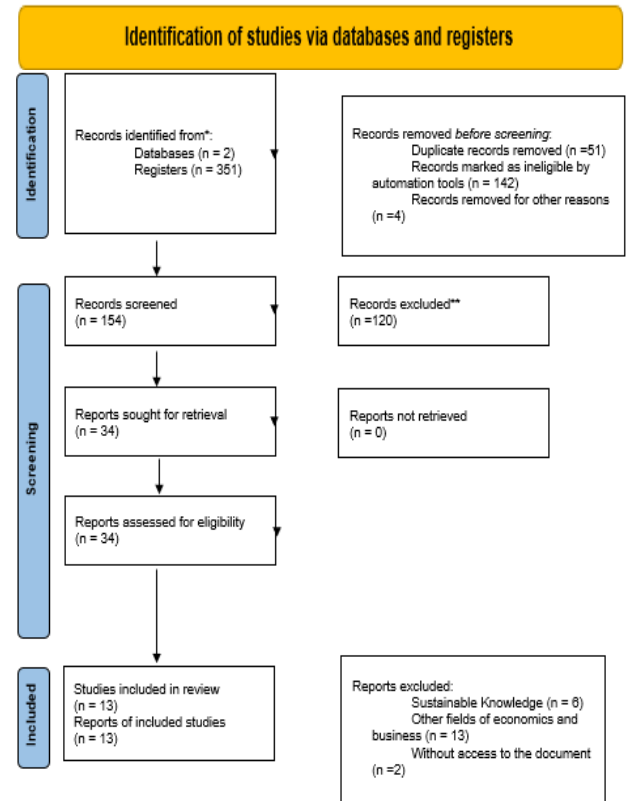 Identification of studies via databases and registers
Identification
Records identified from*:
Databases (n = 2)
Registers (n = 351)
Records removed before screening:
Duplicate records removed (n =51)
Records marked as ineligible by
automation tools (n = 142)
Records removed for other reasons
(n =4)
Screening
Records screened
(n = 154)
Records excluded**
(n =120)
Reports sought for retrieval
(n = 34)
Reports not retrieved
(n = 0)
Reports assessed for eligibility
(n = 34)
Included
Studies included in review
(n = 13)
Reports of included studies
(n = 13)
Reports excluded:
Sustainable Knowledge (n = 6)
Other fields of economics and
business (n = 13)
Without access to the document
(n =2)